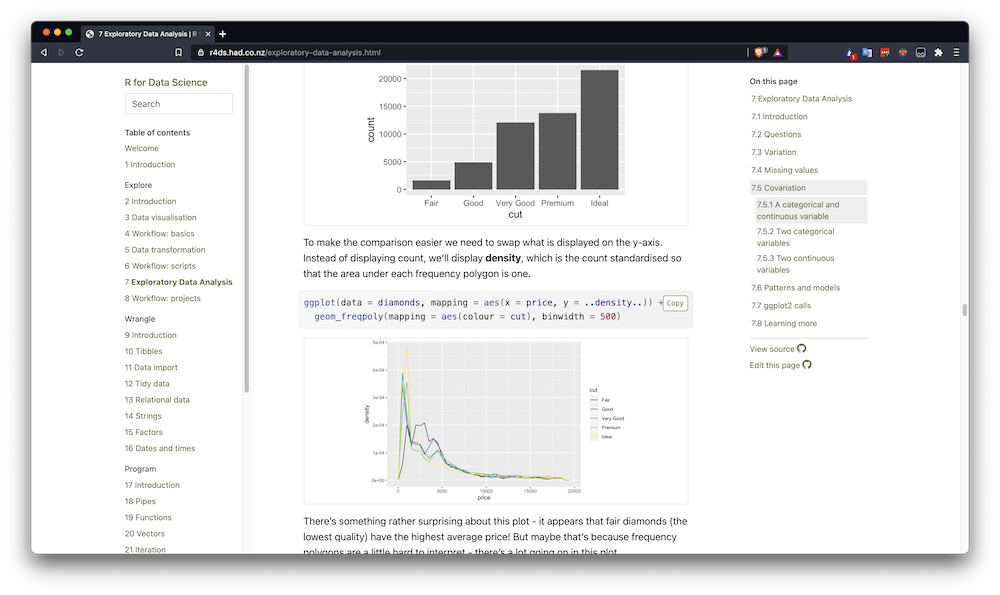 7 Exploratory Data Analysis | R
r4ds.had.co.nz/exploratory-data-analysis.html
1
R for Data Science
Search
Table of contents
Welcome
1 Introduction
Explore
2 Introduction
3 Data visualisation
4 Workflow: basics
5 Data transformation
6 Workflow: scripts
7 Exploratory Data Analysis
8 Workflow: projects
Wrangle
9 Introduction
10 Tibbles
11 Data import
12 Tidy data
13 Relational data
14 Strings
15 Factors
16 Dates and times
Program
17 Introduction
18 Pipes
19 Functions
20 Vectors
21 Iteration
20000
15000
10000
5000
0
count
Fair Good Very Good Premium Ideal
cut
To make the comparison easier we need to swap what is displayed on the y-axis.
Instead of displaying count, we’ll display density, which is the count standardised so
that the area under each frequency polygon is one.
ggplot(data = diamonds, mapping = aes(x = price, y = ..density..)) +
Copy
geom_freqpoly(mapping = aes(colour = cut), binwidth = 500)
5e-04
4e-04
3e-04
2e-04
1e-04
0e+00
density
0 5000 10000 15000 20000
price
cut
Fair
Good
Very Good
Premium
Ideal
There’s something rather surprising about this plot - it appears that fair diamonds (the
lowest quality) have the highest average price! But maybe that’s because frequency
polygons are a little hard to interpret - there’s a lot going on in this plot.
On this page
7 Exploratory Data Analysis
7.1 Introduction
7.2 Questions
7.3 Variation
7.4 Missing values
7.5 Covariation
7.5.1 A categorical and
continuous variable
7.5.2 Two categorical
variables
7.5.3 Two continuous
variables
7.6 Patterns and models
7.7 ggplot2 calls
7.8 Learning more
View source
Edit this page